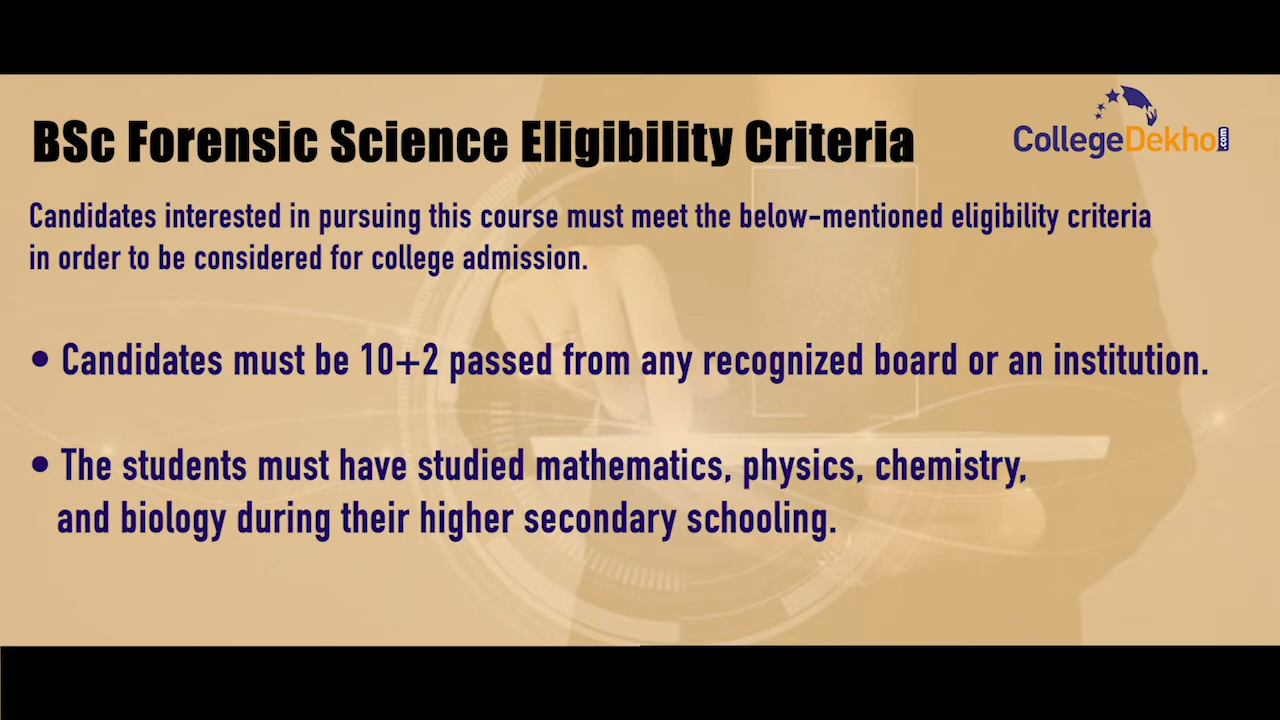 BSc Forensic Science Eligibility Criteria
CollegeDekho.com
Candidates interested in pursuing this course must meet the below-mentioned eligibility criteria
in order to be considered for college admission.
• Candidates must be 10+2 passed from any recognized board or an institution.
• The students must have studied mathematics, physics, chemistry,
and biology during their higher secondary schooling.